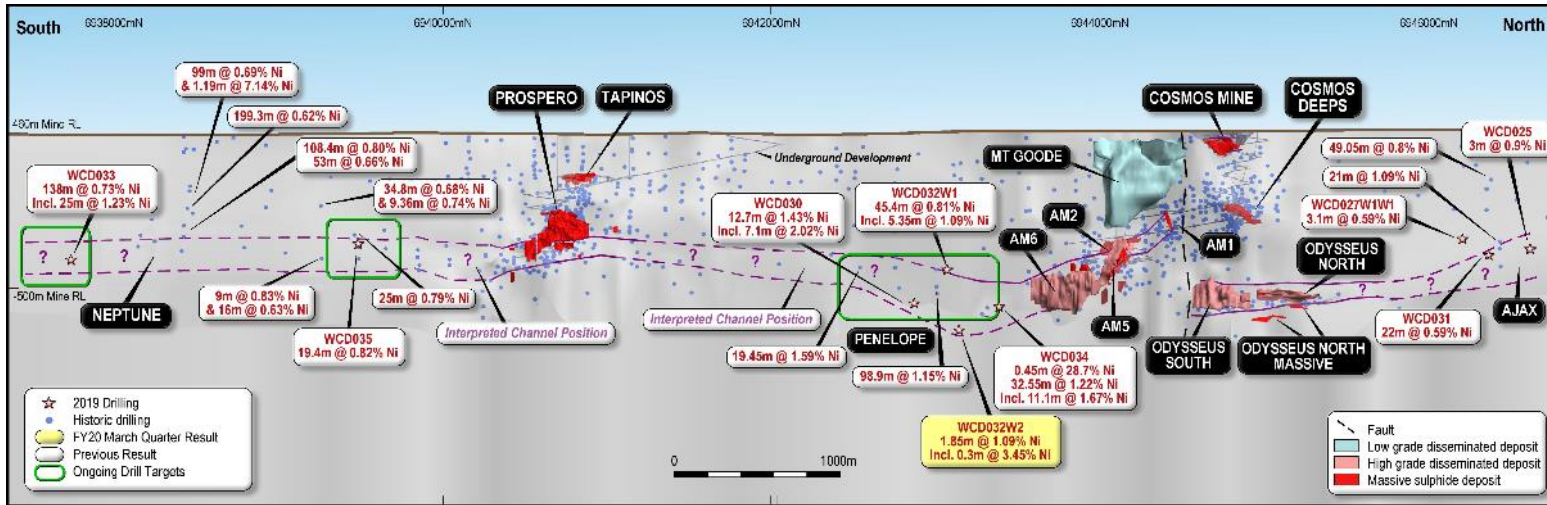 South
6938000mN
6940000mN
6942000mN
6944000mN
6946000mN
North
99m @ 0.69% Ni
& 1.19m @ 7.14% Ni
199.3m @ 0.62% Ni
108.4m @ 0.80% Ni
53m @ 0.66% Ni
34.8m @ 0.68% Ni
& 9.36m @ 0.74% Ni
PROSPERO
TAPINOS
COSMOS MINE
COSMOS
DEEPS
MT GOODE
Underground Development
Mine RL
WCD033
138m @ 0.73% Ni
Incl. 25m @ 1.23% Ni
WCD030
12.7m @ 1.43% Ni
Incl. 7.1m @ 2.02% Ni
WCD032W1
45.4m @ 0.81% Ni
Incl. 5.35m @ 1.09% Ni
AM2
AM6
AM1
AM5
WCD025
3m @ 0.9% Ni
49.05m @ 0.8% Ni
21m @ 1.09% Ni
WCD027W1W1
3.1m @ 0.59% Ni
ODYSSEUS
NORTH
?
?
?
?
?
?
?
?
?
?
-500m Mine RL
NEPTUNE
9m @ 0.83% Ni
& 16m @ 0.63% Ni
WCD035
19.4m @ 0.82% Ni
25m @ 0.79% Ni
Interpreted Channel Position
Interpreted Channel Position
19.45m @ 1.59% Ni
PENELOPE
98.9m @ 1.15% Ni
WCD034
0.45m @ 28.7% Ni
32.55m @ 1.22% Ni
Incl. 11.1m @ 1.67% Ni
WCD032W2
1.85m @ 1.09% Ni
Incl. 0.3m @ 3.45% Ni
ODYSSEUS
SOUTH
ODYSSEUS NORTH
MASSIVE
WCD031
22m @ 0.59% Ni
AJAX
2019 Drilling
Historic drilling
FY20 March Quarter Result
Previous Result
Ongoing Drill Targets
0
1000m
Fault
Low grade disseminated deposit
High grade disseminated deposit
Massive sulphide deposit